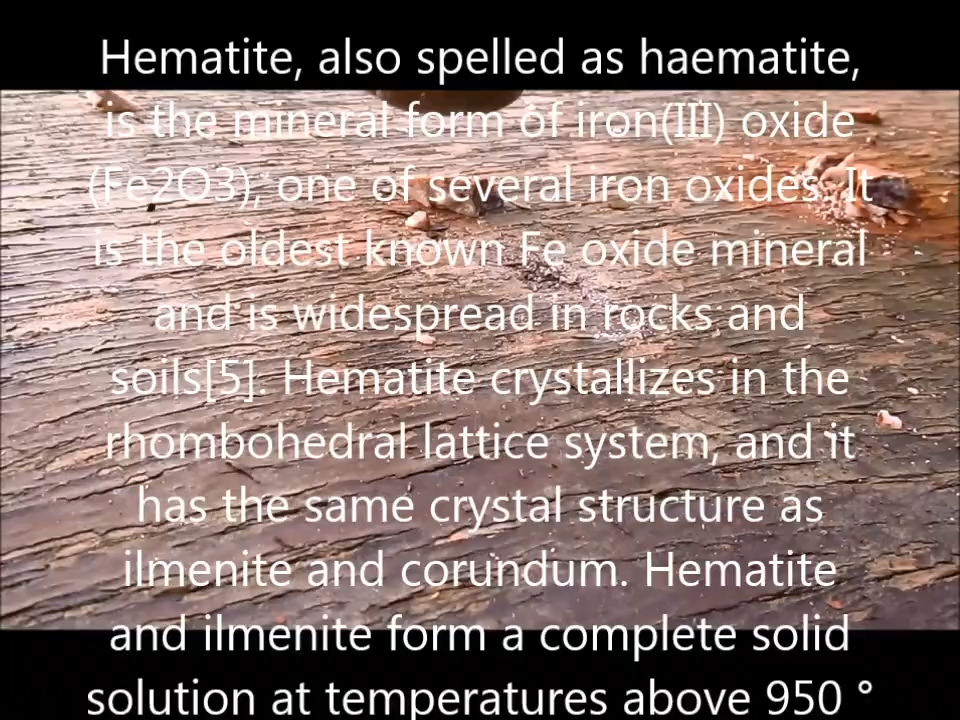 Hematite, also spelled as haematite,
is the mineral form of iron(III) oxide
(Fe2O3), one of several iron oxides. It
is the oldest known Fe oxide mineral
and is widespread in rocks and
soils[5]. Hematite crystallizes in the
rhombohedral lattice system, and it
has the same crystal structure as
ilmenite and corundum. Hematite
and ilmenite form a complete solid
solution at temperatures above 950 °